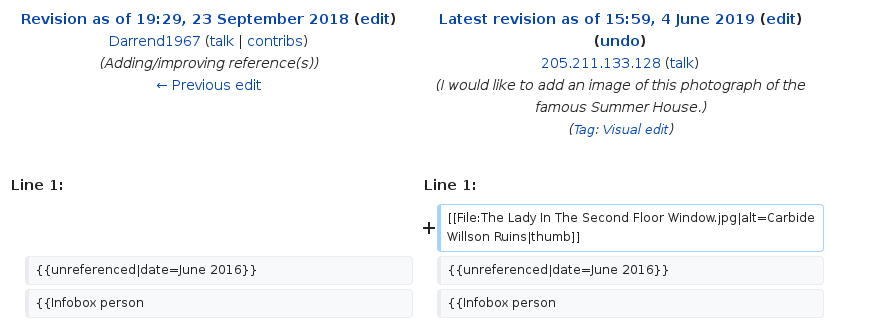 Revision as of 19:29, 23 September 2018 (edit)
Darrend1967 (talk | contribs)
(Adding/improving reference(s))
← Previous edit
Latest revision as of 15:59, 4 June 2019 (edit)
(undo)
205.211.133.128 (talk)
(I would like to add an image of this photograph of the
famous Summer House.)
(Tag: Visual edit)
Line 1:
Line 1:
+
[[File:The Lady In The Second Floor Window.jpg|alt=Carbide
Willson Ruins|thumb]]
{{unreferenced|date=June 2016}}
{{unreferenced|date=June 2016}}
{{Infobox person
{{Infobox person